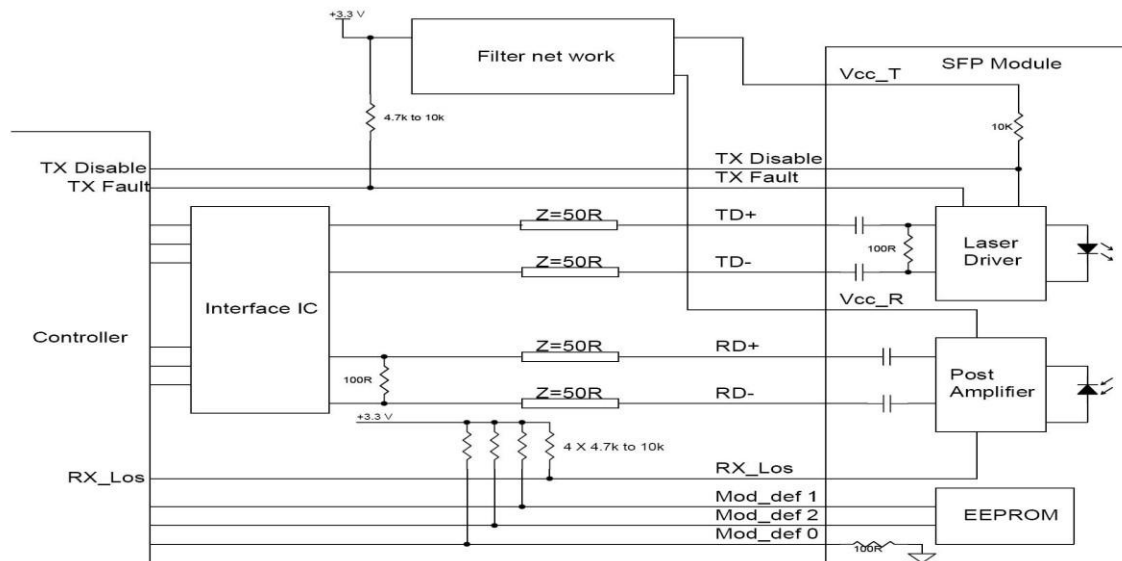 +3.3 V
Filter net work
SFP Module
Vcc_T
4.7k to 10k
10K
TX Disable
TX Disable
TX Fault
TX Fault
Z=50R
TD+
100R
Laser
Driver
Z=50R
TD-
Interface IC
Vcc_R
Controller
Z=50R
RD+
100R
Post
Amplifier
Z=50R
RD-
+3.3 V
4 X 4.7k to 10k
RX_Los
RX_Los
Mod_def 1
EEPROM
Mod_def 2
Mod_def 0
100R